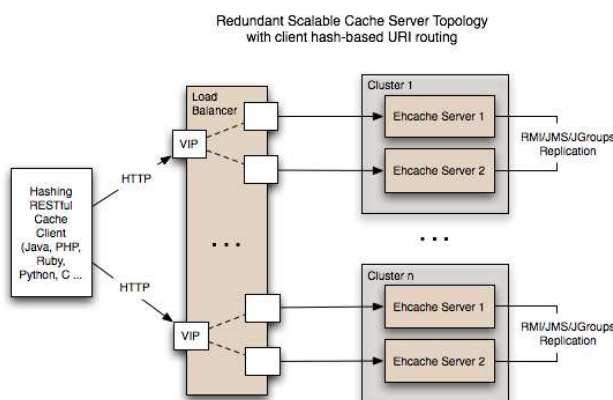 Redundant Scalable Cache Server Topology
with client hash-based URI routing
Load
Balancer
VIP
HTTP
Hashing
RESTful
Cache
Client
(Java, PHP,
Ruby,
Python, C ...
HTTP
VIP
...
Cluster 1
Ehcache Server 1
Ehcache Server 2
RMI/JMS/JGroups
Replication
...
Cluster n
Ehcache Server 1
Ehcache Server 2
RMI/JMS/JGroups
Replication